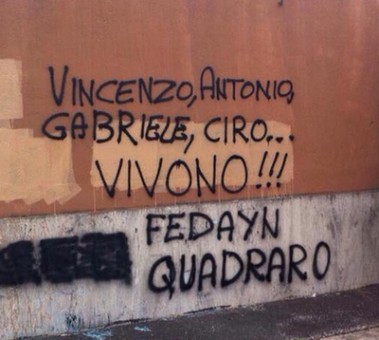 VINCENZO, ANTONIO,
GABRIELE, CIRO...
VIVONO!!!
FEDAYN
QUADRARO